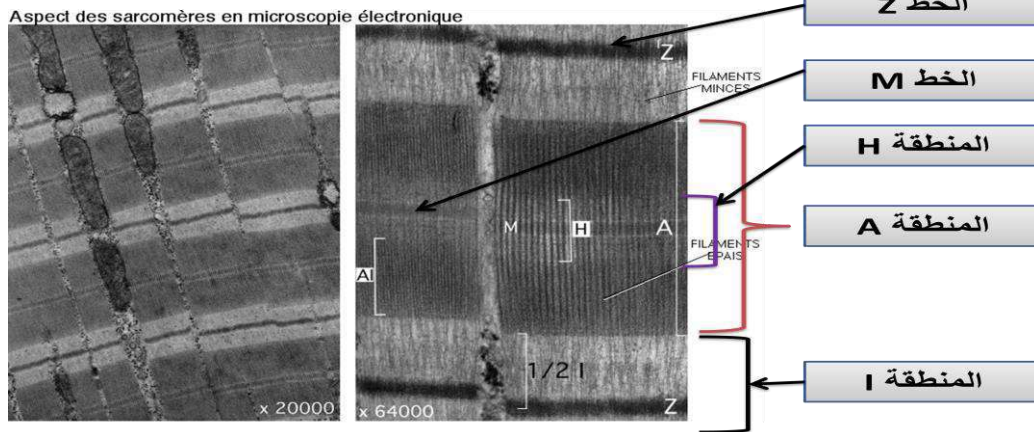 Aspect des sarcomères en microscopie électronique
الخط Z
Z
FILAMENTS
MINCES
الخط M
المنطقة H
M
H
A
المنطقة A
FILAMENTS
EPAIS
AI
1/2 I
المنطقة I
x 20000
x 64000
Z